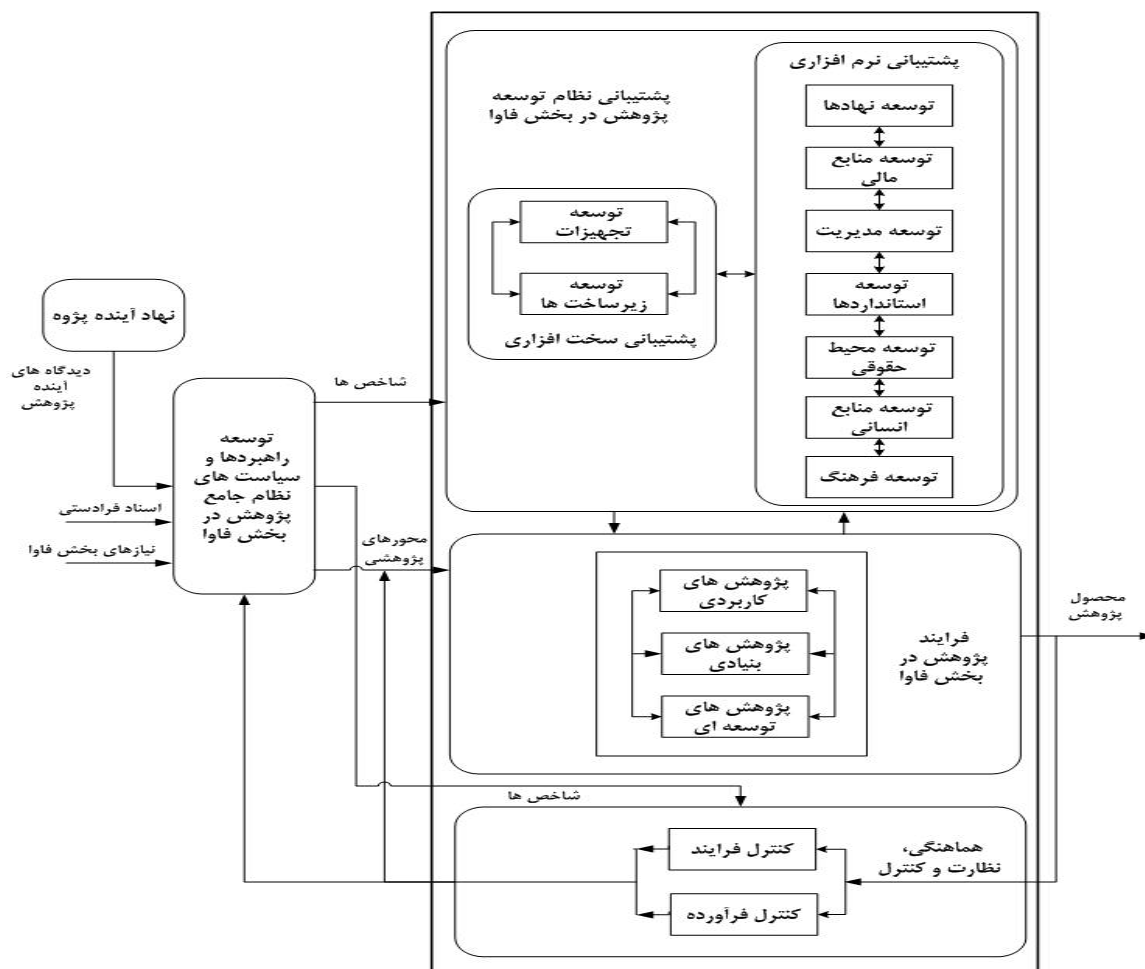 پشتیبانی نرم افزاری
توسعه نهادها
توسعه منابع
مالی
توسعه مدیریت
توسعه
استانداردها
توسعه محیط
حقوقی
توسعه منابع
انسانی
توسعه فرهنگ
پشتیبانی نظام توسعه
پژوهش در بخش فاوا
توسعه
تجهیزات
توسعه
زیرساخت ها
پشتیبانی سخت افزاری
نهاد آینده پژوه
دیدگاه های
آینده
پژوهش
اسناد فرادستی
نیازهای بخش فاوا
توسعه
راهبردها و
سیاست های
نظام جامع
پژوهش در
بخش فاوا
شاخص ها
محورهای
پژوهشی
فرایند
پژوهش در
بخش فاوا
پژوهش های
کاربردی
پژوهش های
بنیادی
پژوهش های
توسعه ای
محصول
پژوهش
شاخص ها
هماهنگی،
نظارت و کنترل
کنترل فرایند
کنترل فرآورده